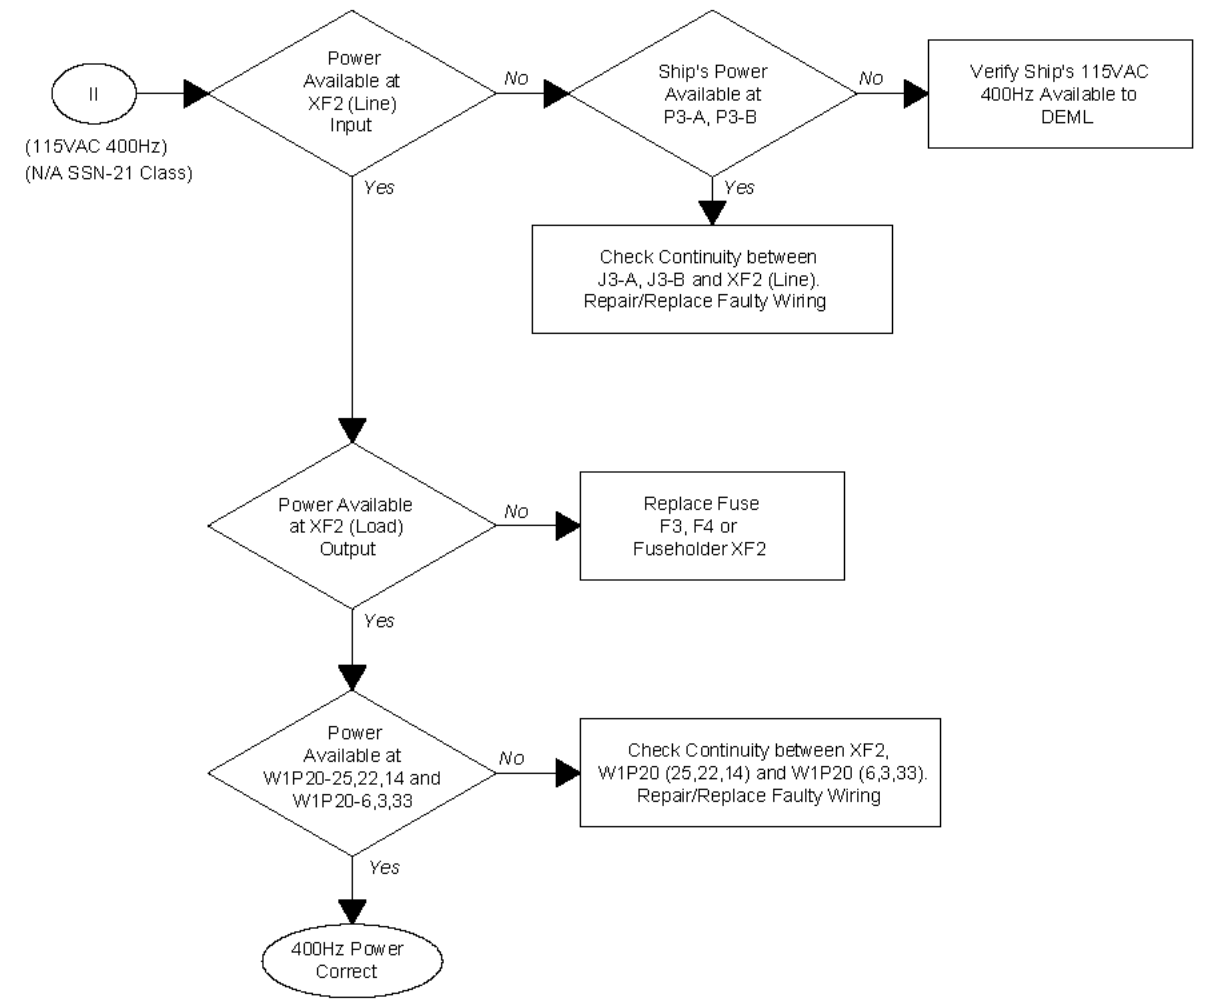 II
(115VAC 400Hz)
(N/A SSN-21 Class)
Power
Available at
XF2 (Line)
Input
No
Ship's Power
Available at
P3-A, P3-B
No
Verify Ship's 115VAC
400Hz Available to
DEML
Yes
Yes
Check Continuity between
J3-A, J3-B and XF2 (Line).
Repair/Replace Faulty Wiring
Power Available
at XF2 (Load)
Output
No
Replace Fuse
F3, F4 or
Fuseholder XF2
Yes
Power
Available at
W1P20-25,22,14 and
W1P20-6,3,33
No
Check Continuity between XF2,
W1P20 (25,22,14) and W1P20 (6,3,33).
Repair/Replace Faulty Wiring
Yes
400Hz Power
Correct